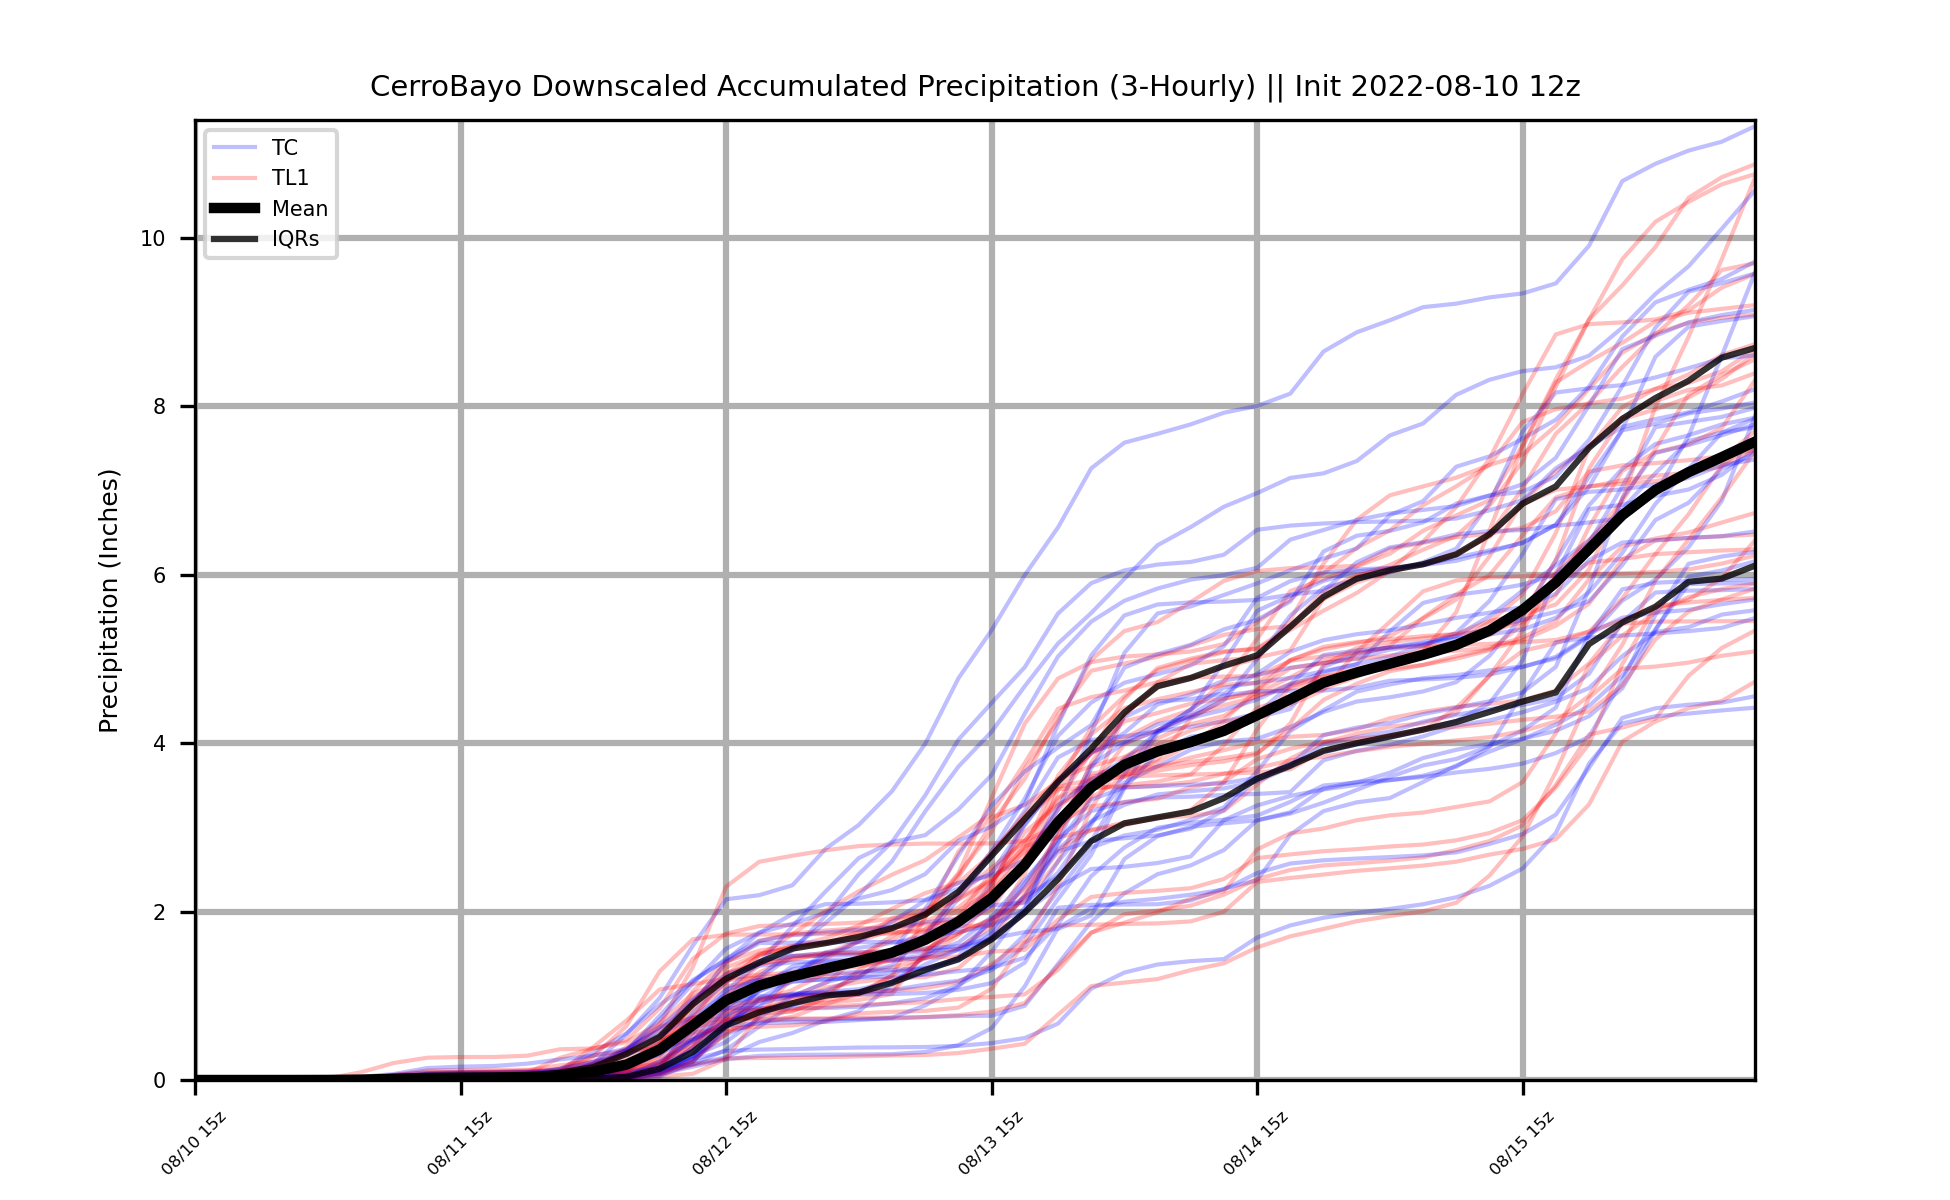 CerroBayo Downscaled Accumulated Precipitation (3-Hourly) || Init 2022-08-10 12z
TC
TL1
Mean
IQRs
Precipitation (Inches)
10
8
6
4
2
0
08/10 15z
08/11 15z
08/12 15z
08/13 15z
08/14 15z
08/15 15z